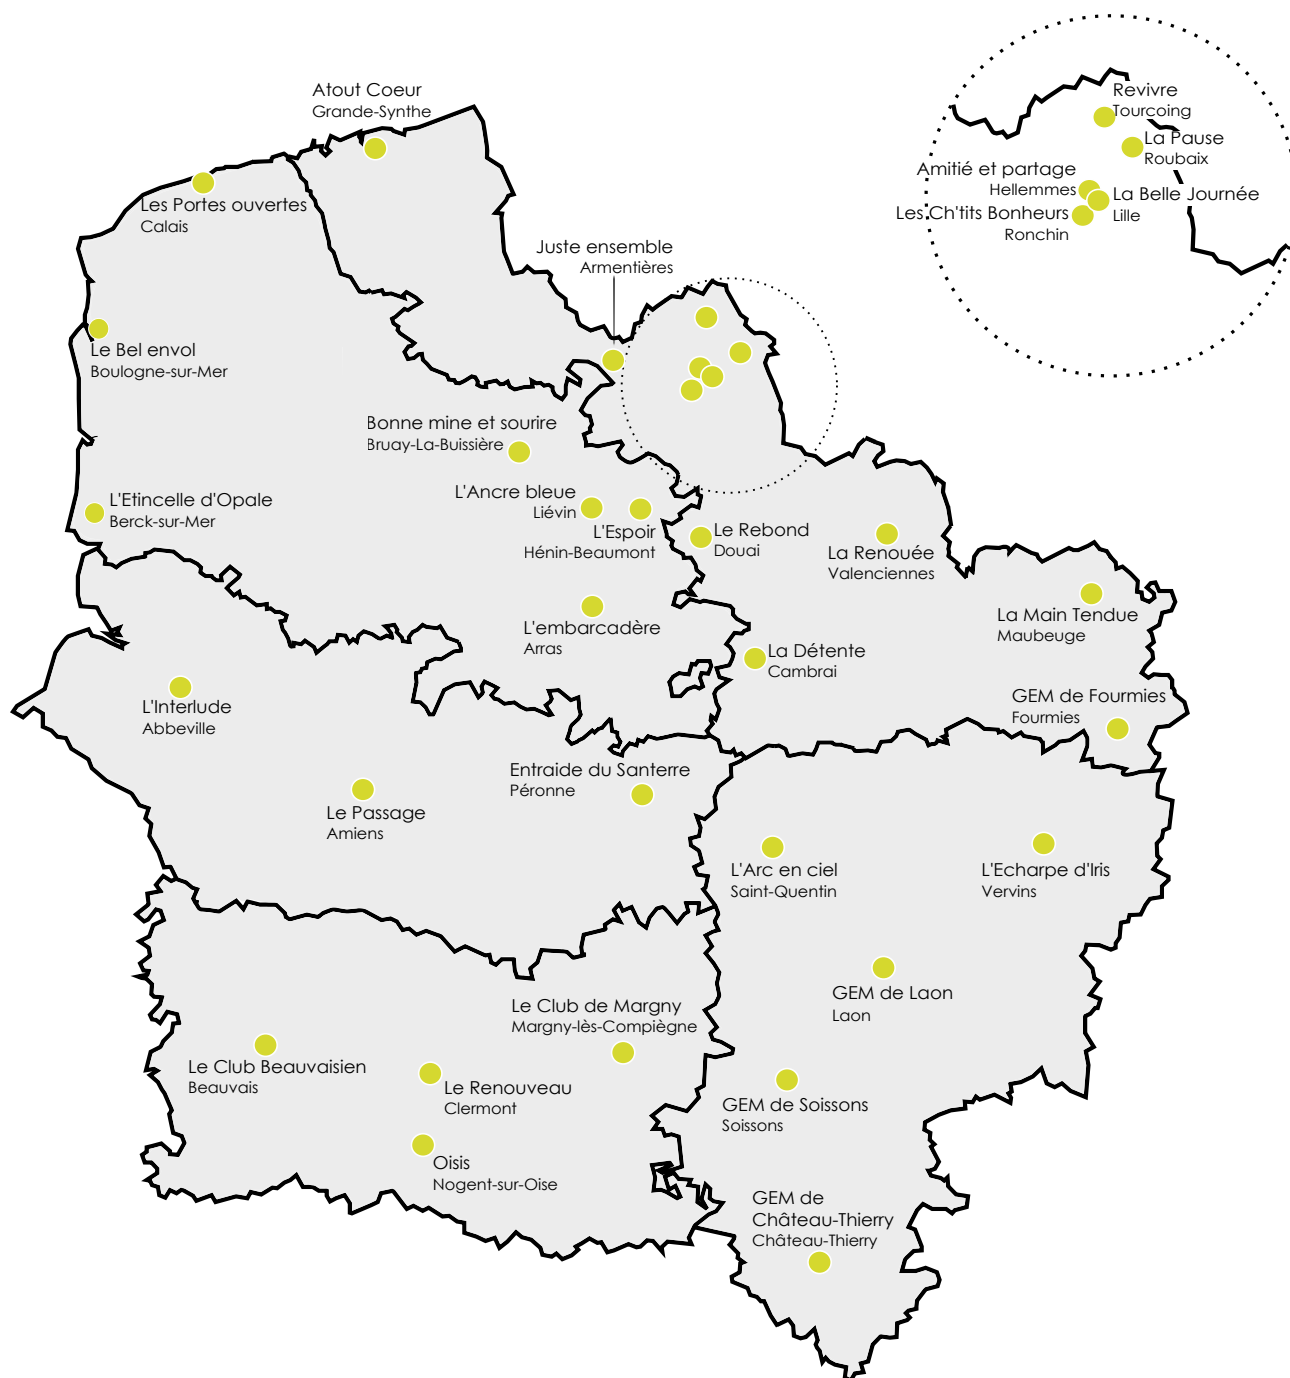 Atout Coeur
Grande-Synthe
Revivre
Tourcoing
La Pause
Roubaix
Amitié et partage
Hellemmes
La Belle Journée
Lille
Les Ch'tits Bonheurs
Ronchin
Les Portes ouvertes
Calais
Juste ensemble
Armentières
Le Bel envol
Boulogne-sur-Mer
Bonne mine et sourire
Bruay-La-Buissière
L'Etincelle d'Opale
Berck-sur-Mer
L'Ancre bleue
Liévin
L'Espoir
Hénin-Beaumont
Le Rebond
Douai
La Renouée
Valenciennes
La Main Tendue
Maubeuge
L'embarcadère
Arras
La Détente
Cambrai
GEM de Fourmies
Fourmies
L'Interlude
Abbeville
Entraide du Santerre
Péronne
Le Passage
Amiens
L'Arc en ciel
Saint-Quentin
L'Echarpe d'Iris
Vervins
GEM de Laon
Laon
Le Club de Margny
Margny-lès-Compiègne
Le Club Beauvaisien
Beauvais
Le Renouveau
Clermont
GEM de Soissons
Soissons
Oisis
Nogent-sur-Oise
GEM de
Château-Thierry
Château-Thierry